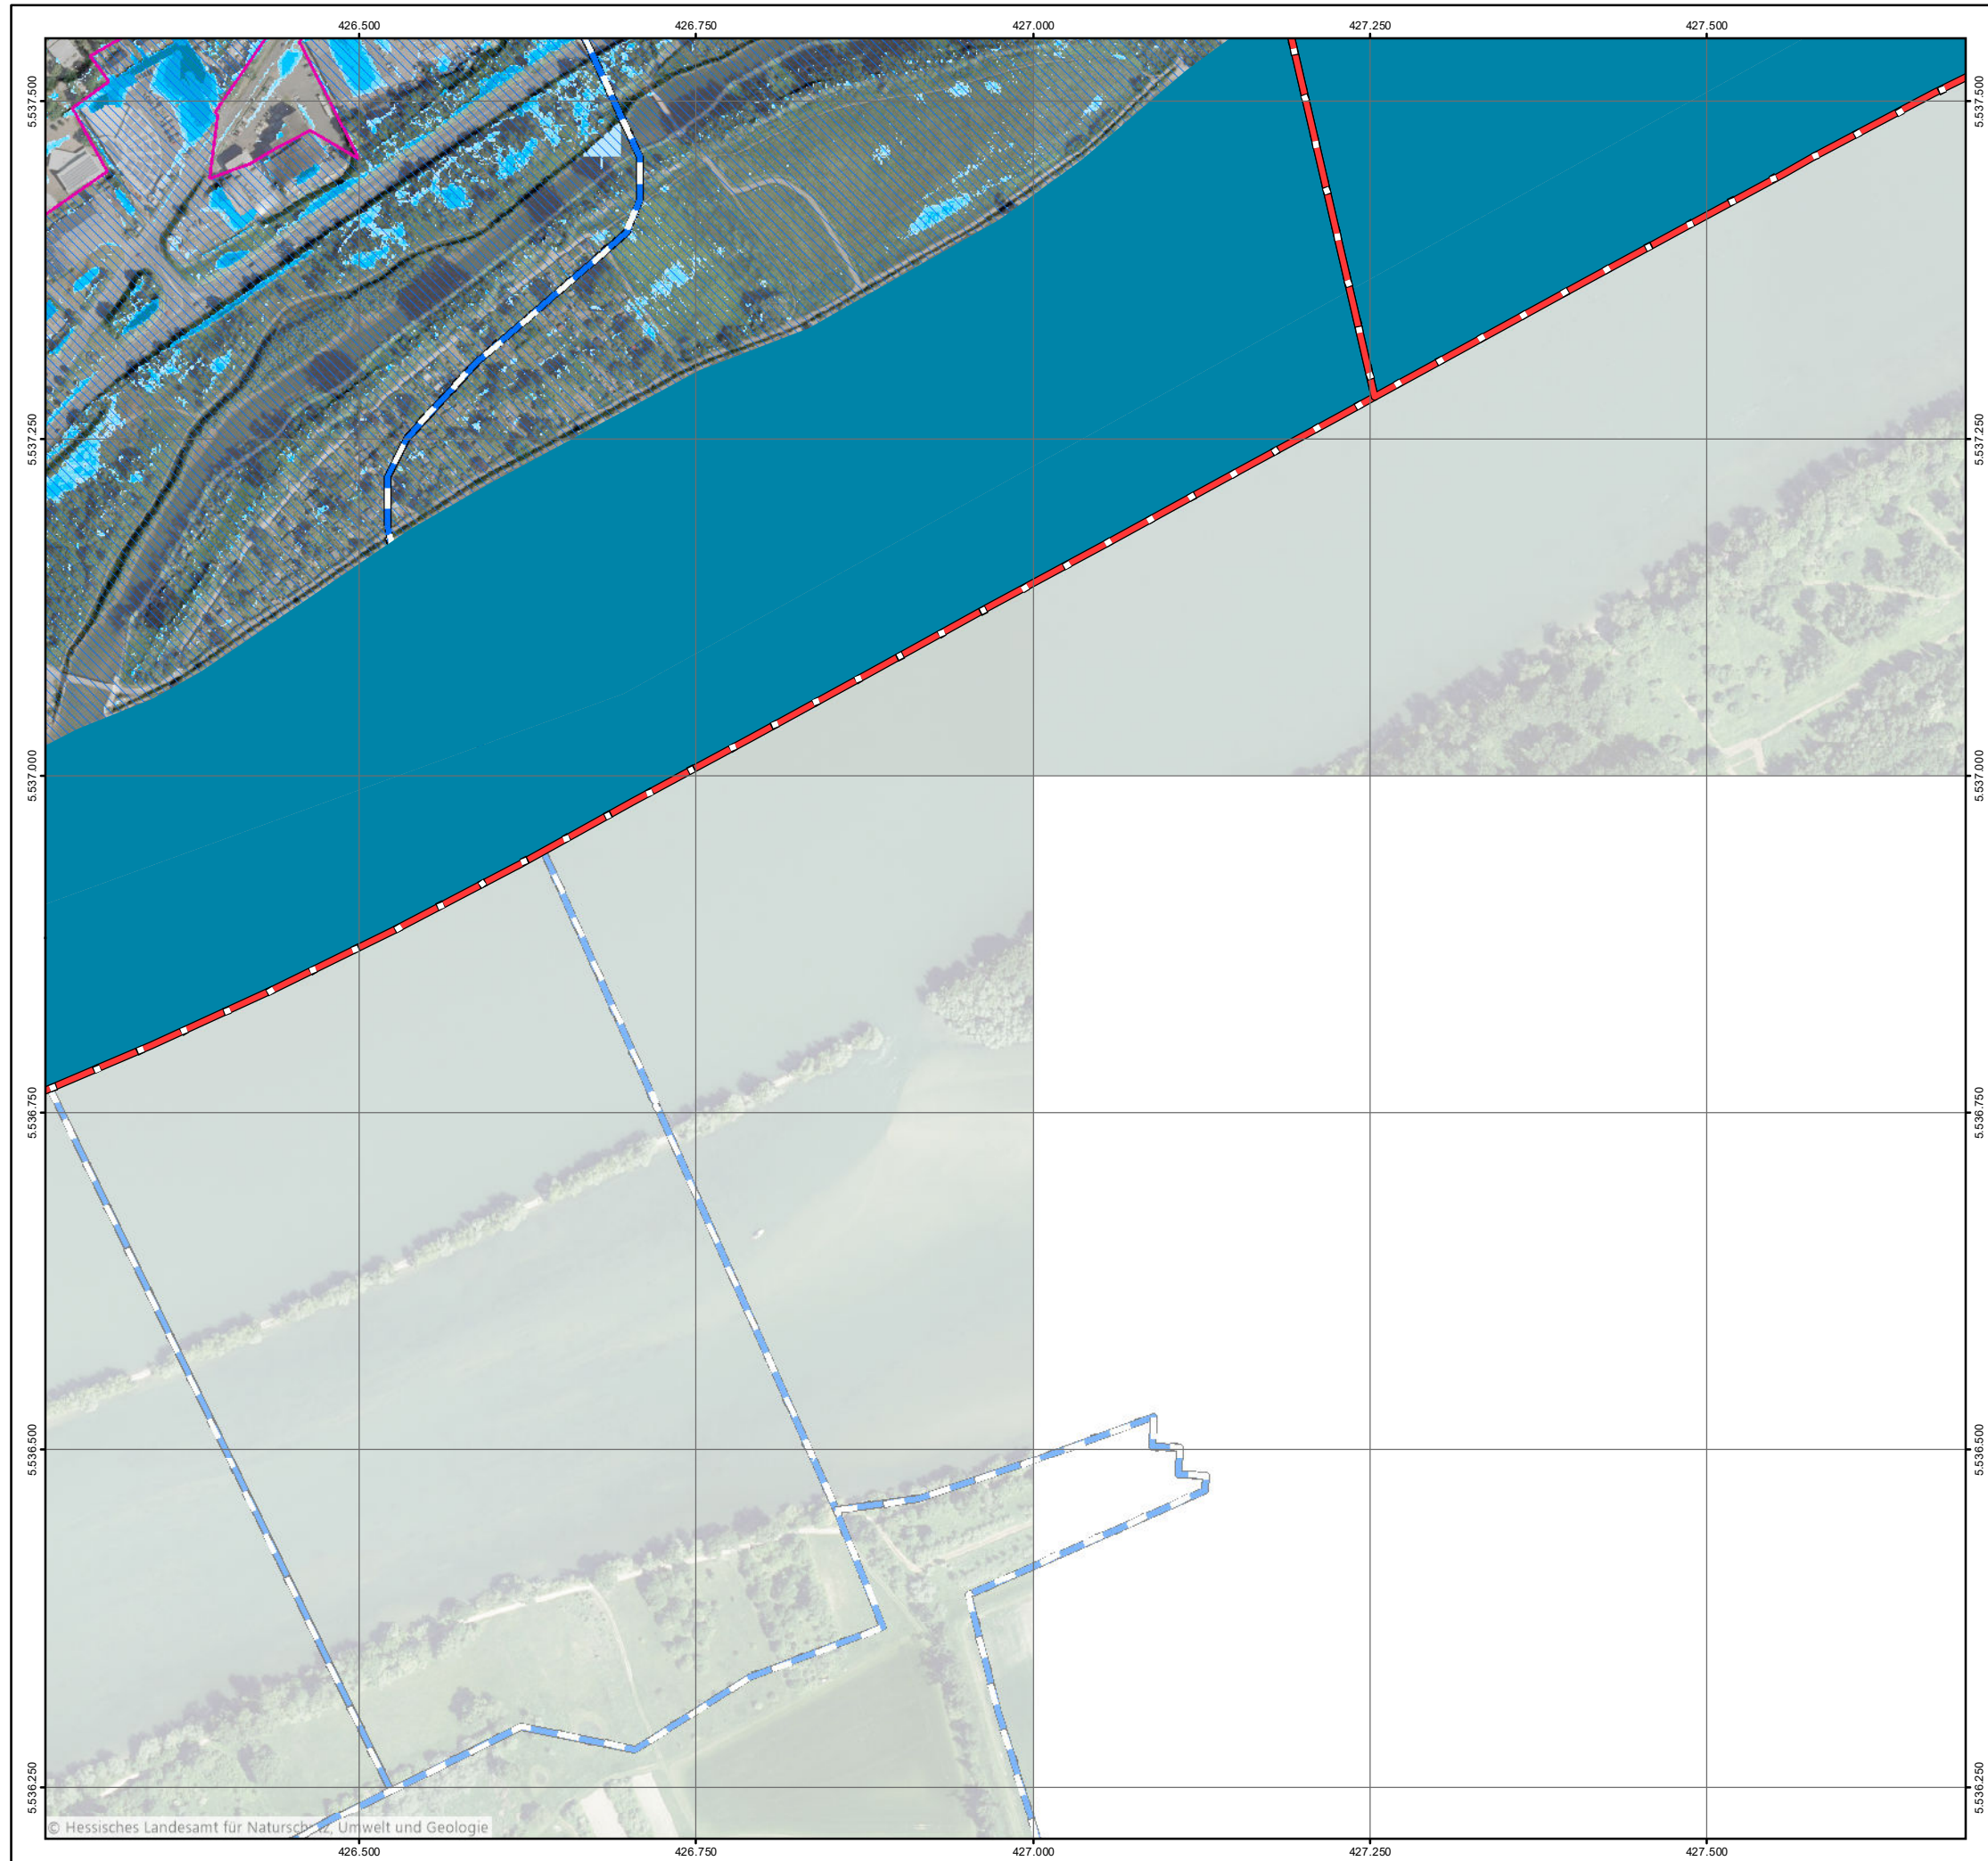 426.500 426.750 427.000 427.250 427.500
5.537.500 5.537.500
5.537.250 5.537.250
5.537.000 5.537.000
5.536.750 5.536.750
5.536.500 5.536.500
5.536.250 5.536.250
© Hessisches Landesamt für Naturschutz, Umwelt und Geologie
426.500 426.750 427.000 427.250 427.500